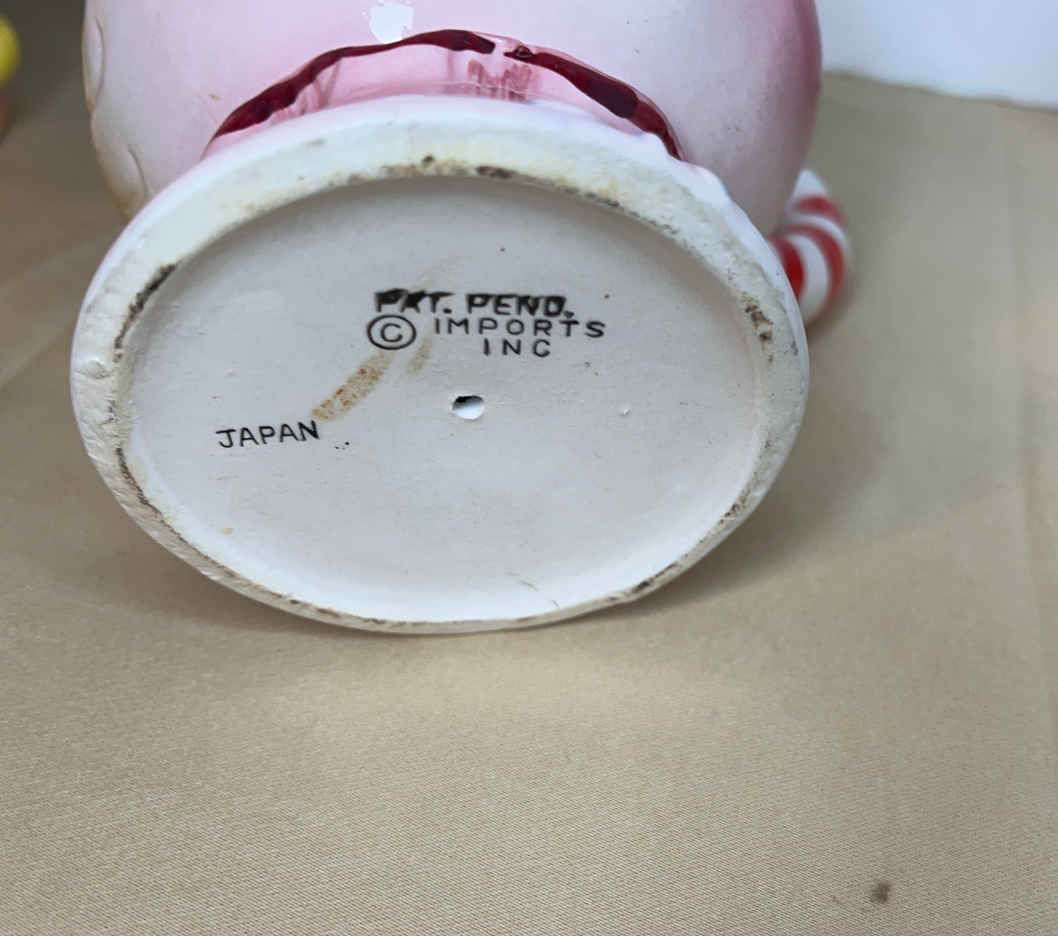 PAT. PEND.
© IMPORTS
INC
JAPAN